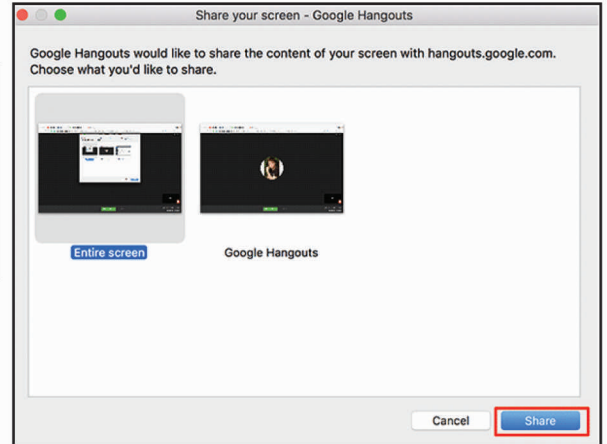 Share your screen - Google Hangouts
Google Hangouts would like to share the content of your screen with hangouts.google.com.
Choose what you'd like to share.
Entire screen
Google Hangouts
Cancel
Share